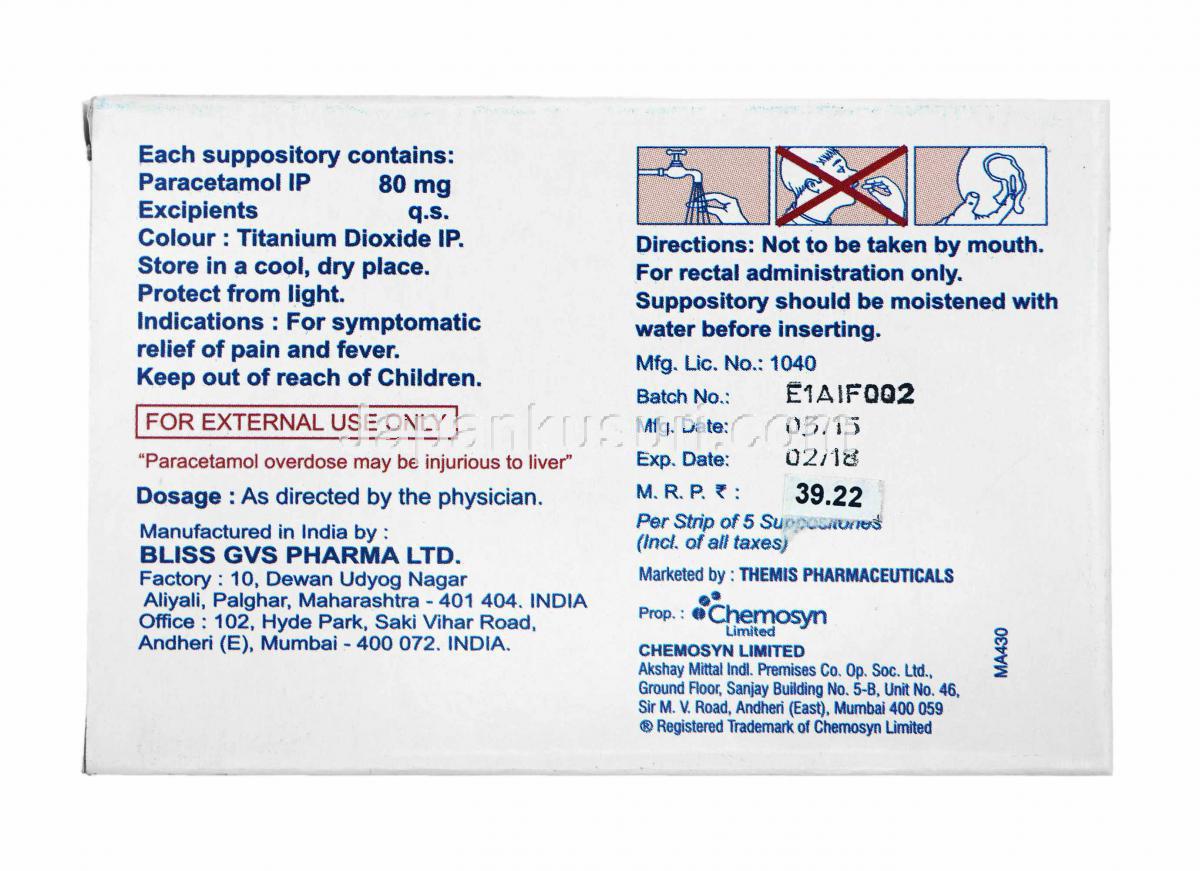 Each suppository contains:
Paracetamol IP 80 mg
Excipients q.s.
Colour : Titanium Dioxide IP.
Store in a cool, dry place.
Protect from light.
Indications : For symptomatic
relief of pain and fever.
Keep out of reach of Children.
FOR EXTERNAL USE ONLY
"Paracetamol overdose may be injurious to liver"
Dosage : As directed by the physician.
Manufactured in India by :
BLISS GVS PHARMA LTD.
Factory : 10, Dewan Udyog Nagar
Aliyali, Palghar, Maharashtra - 401 404. INDIA
Office : 102, Hyde Park, Saki Vihar Road,
Andheri (E), Mumbai - 400 072. INDIA.
Directions: Not to be taken by mouth.
For rectal administration only.
Suppository should be moistened with
water before inserting.
Mfg. Lic. No.: 1040
Batch No.: E1AIF002
Mfg. Date: 03/15
Exp. Date: 02/18
M. R. P. ₹ : 39.22
Per Strip of 5 Suppositories
(Incl. of all taxes)
Marketed by : THEMIS PHARMACEUTICALS
Prop. : Chemosyn
Limited
CHEMOSYN LIMITED
Akshay Mittal Indl. Premises Co. Op. Soc. Ltd.,
Ground Floor, Sanjay Building No. 5-B, Unit No. 46,
Sir M. V. Road, Andheri (East), Mumbai 400 059
® Registered Trademark of Chemosyn Limited
MA430
Japankusuri.com